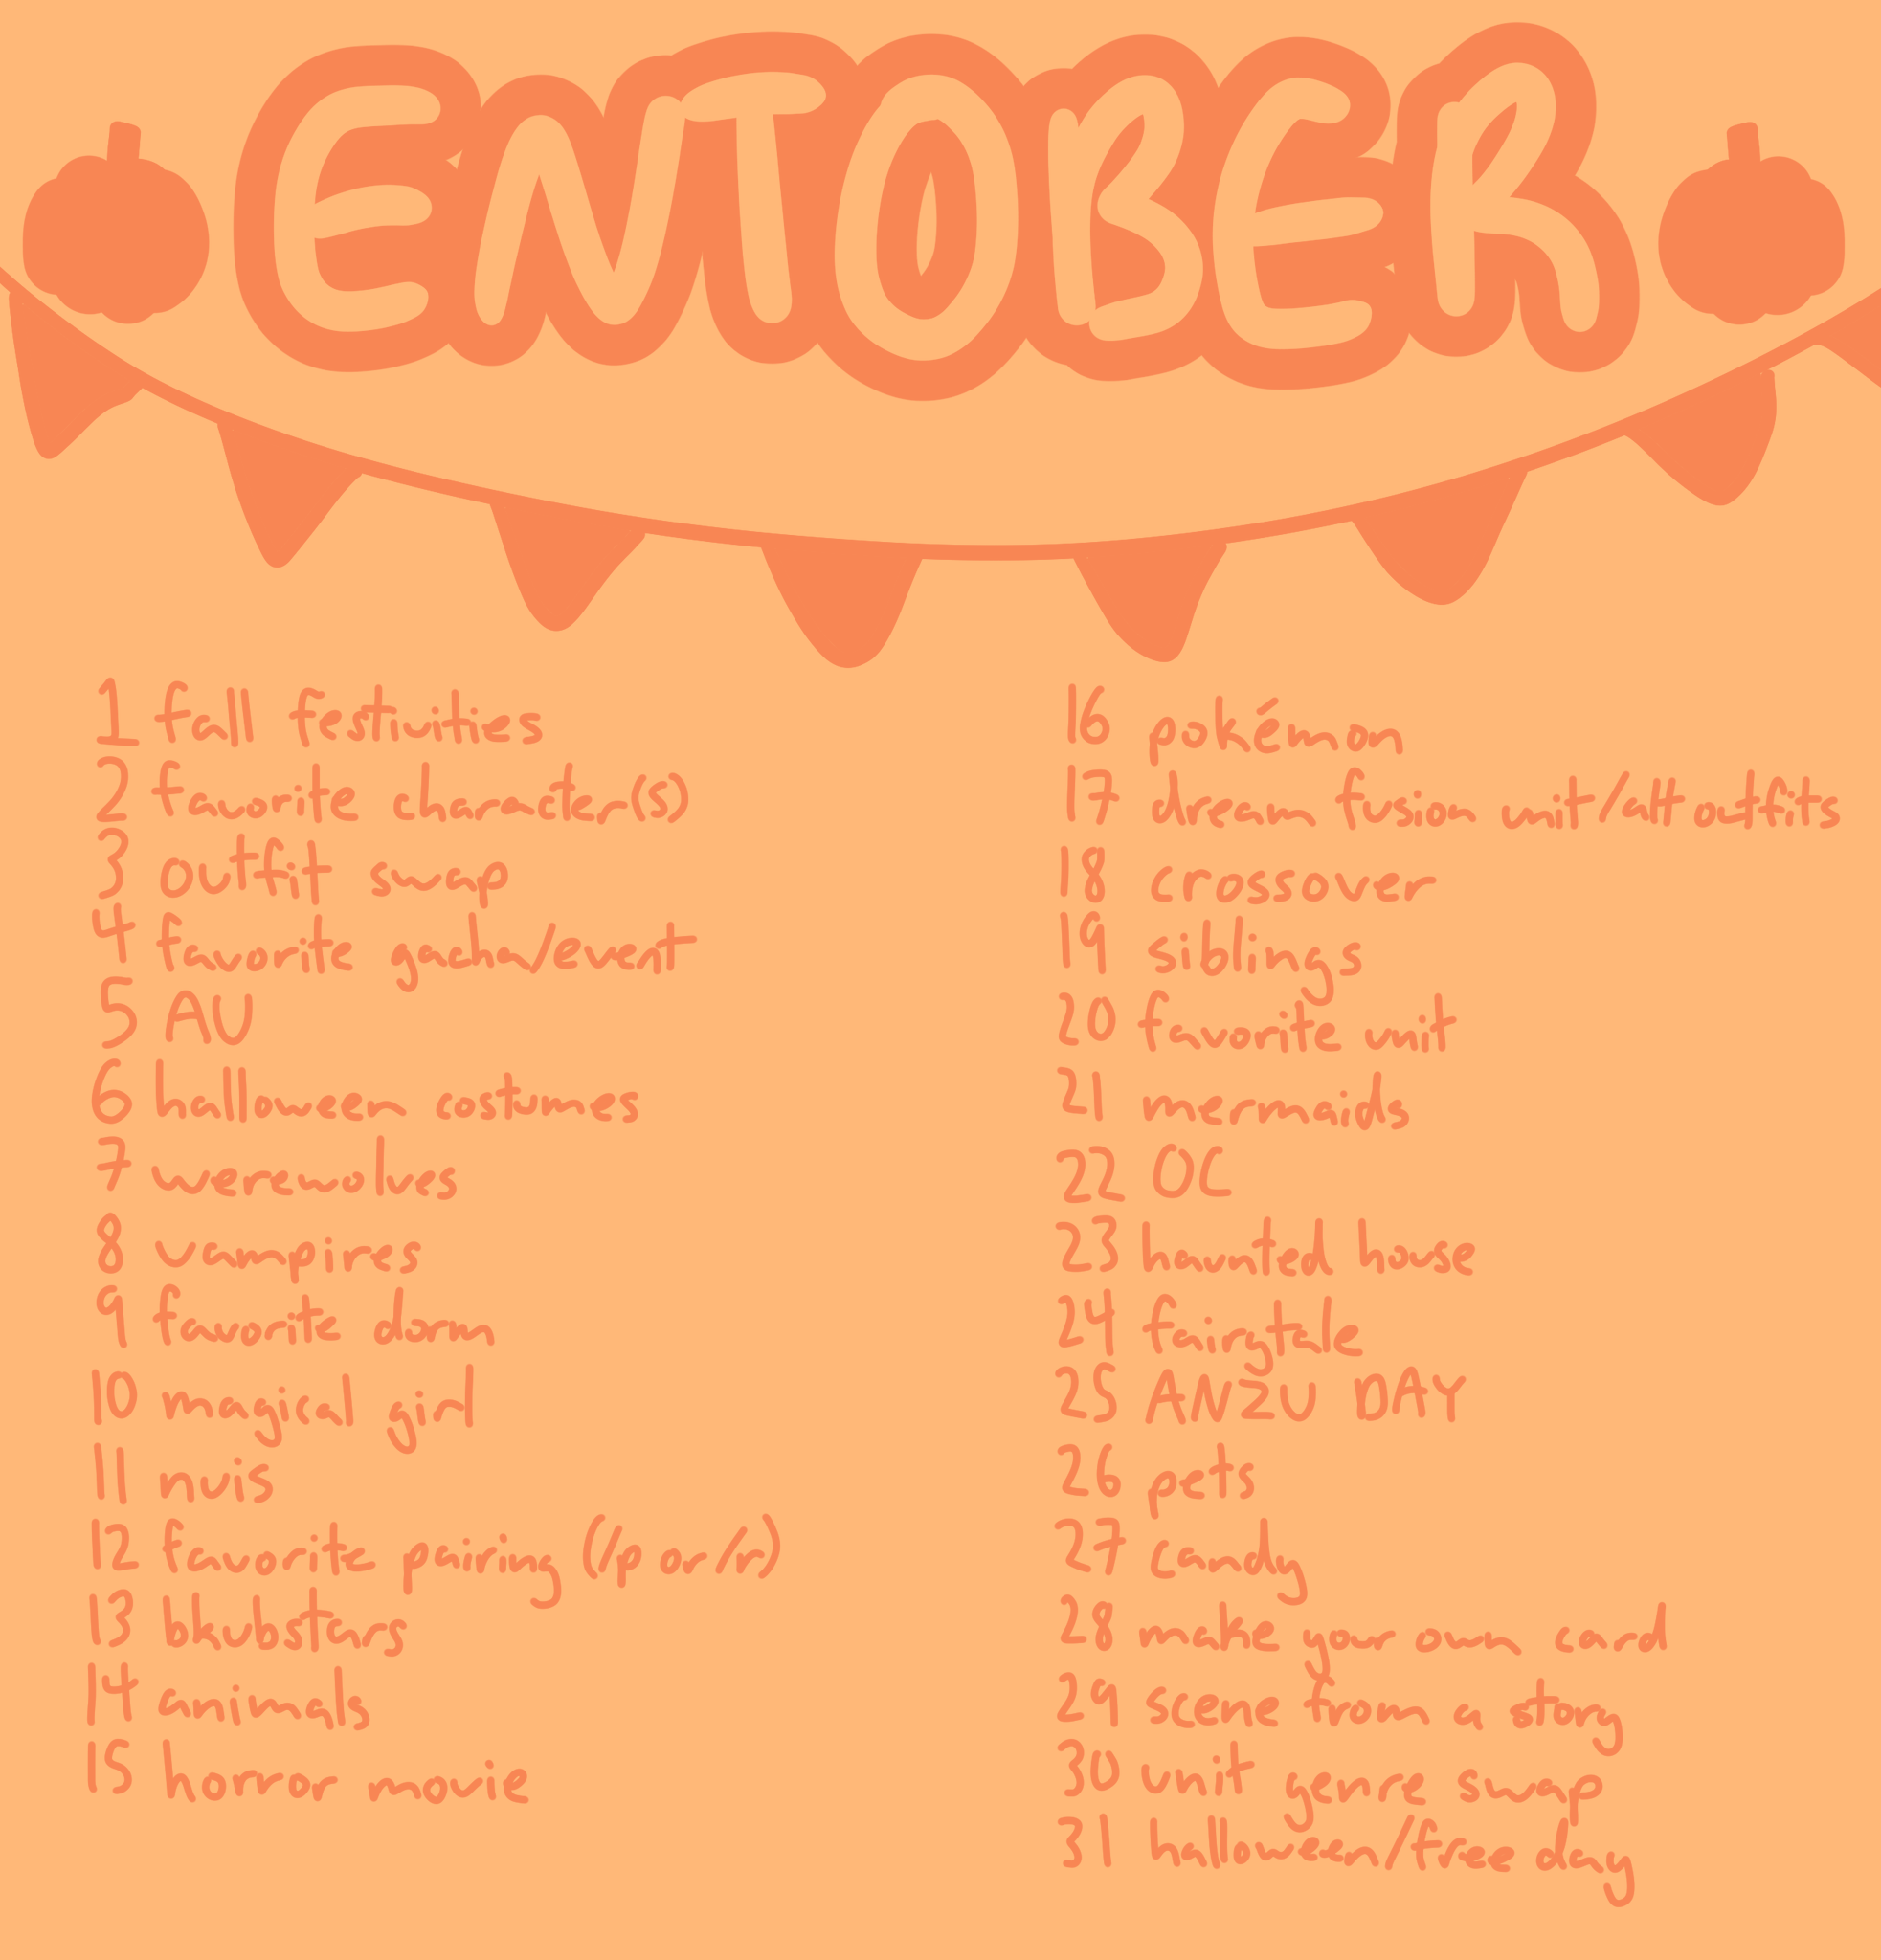 ENTOBER
1 fall festivities
2 favorite character(s)
3 outfit swap
4 favorite gacha/event
5 AU
6 halloween costumes
7 werewolves
8 vampires
9 favorite dorm
10 magical girl
11 nuis
12 favorite pairing (/p or /r)
13 bkubstars
14 animals
15 horror movie
16 pokémon
17 dream fusion unit/alt outfits
18 crossover
19 siblings
20 favorite unit
21 mermaids
22 OC
23 haunted house
24 fairytale
25 AMZU DAY
26 pets
27 candy
28 make your own card
29 scene from a story
30 unit genre swap
31 halloween/free day